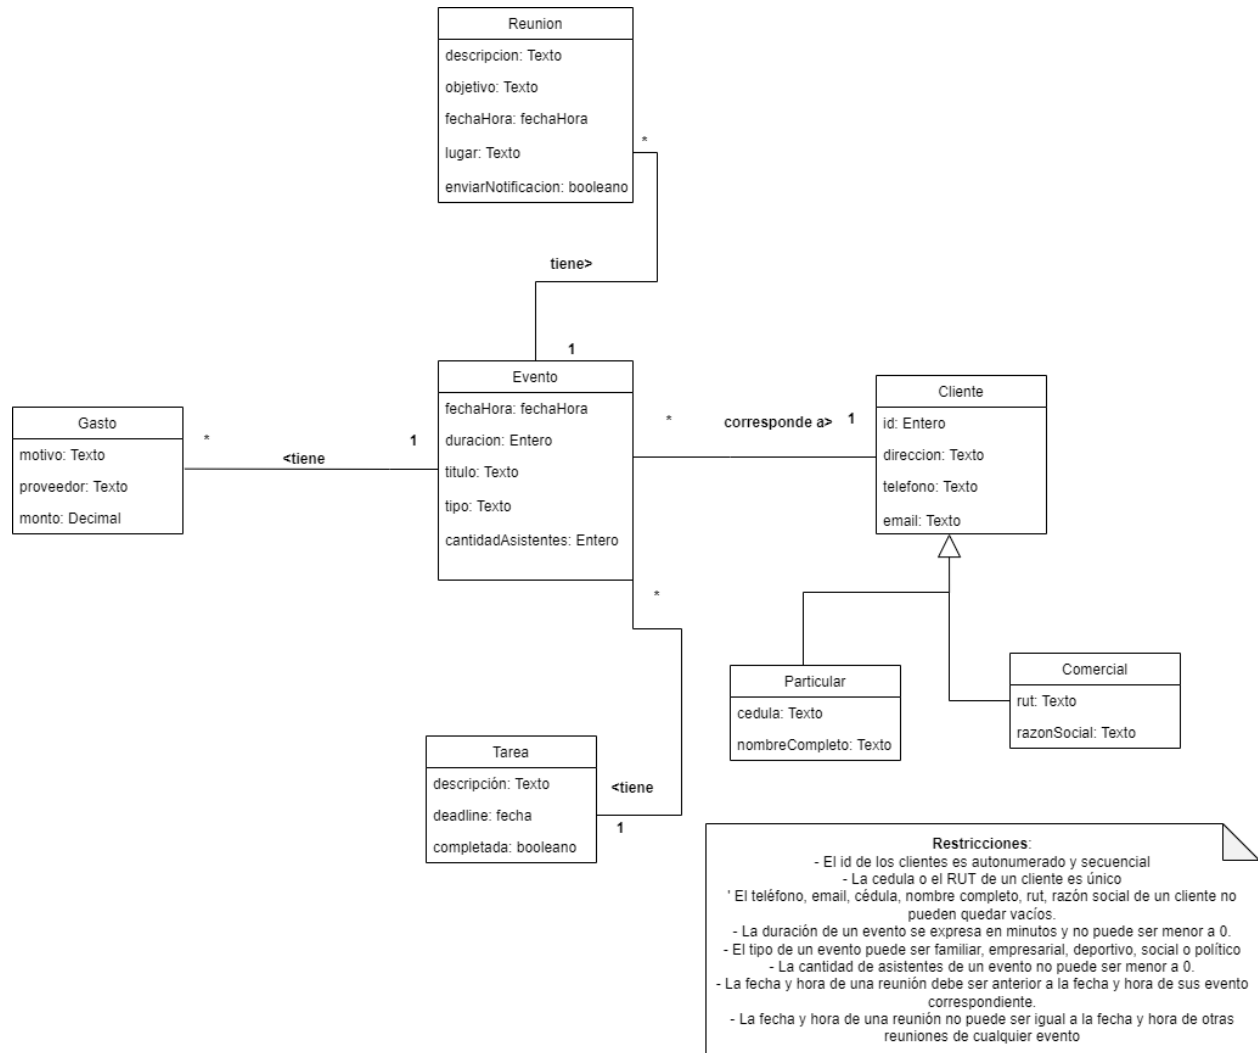 Reunion
descripcion: Texto
objetivo: Texto
fechaHora: fechaHora
lugar: Texto
enviarNotificacion: booleano
*
tiene>
1
Evento
fechaHora: fechaHora
duracion: Entero
titulo: Texto
tipo: Texto
cantidadAsistentes: Entero
Gasto
motivo: Texto
proveedor: Texto
monto: Decimal
*
<tiene
1
*
corresponde a>
1
Cliente
id: Entero
direccion: Texto
telefono: Texto
email: Texto
*
<tiene
1
Tarea
descripción: Texto
deadline: fecha
completada: booleano
Particular
cedula: Texto
nombreCompleto: Texto
Comercial
rut: Texto
razonSocial: Texto
Restricciones:
- El id de los clientes es autonumerado y secuencial
- La cedula o el RUT de un cliente es único
' El teléfono, email, cédula, nombre completo, rut, razón social de un cliente no
pueden quedar vacíos.
- La duración de un evento se expresa en minutos y no puede ser menor a 0.
- El tipo de un evento puede ser familiar, empresarial, deportivo, social o político
- La cantidad de asistentes de un evento no puede ser menor a 0.
- La fecha y hora de una reunión debe ser anterior a la fecha y hora de sus evento
correspondiente.
- La fecha y hora de una reunión no puede ser igual a la fecha y hora de otras
reuniones de cualquier evento